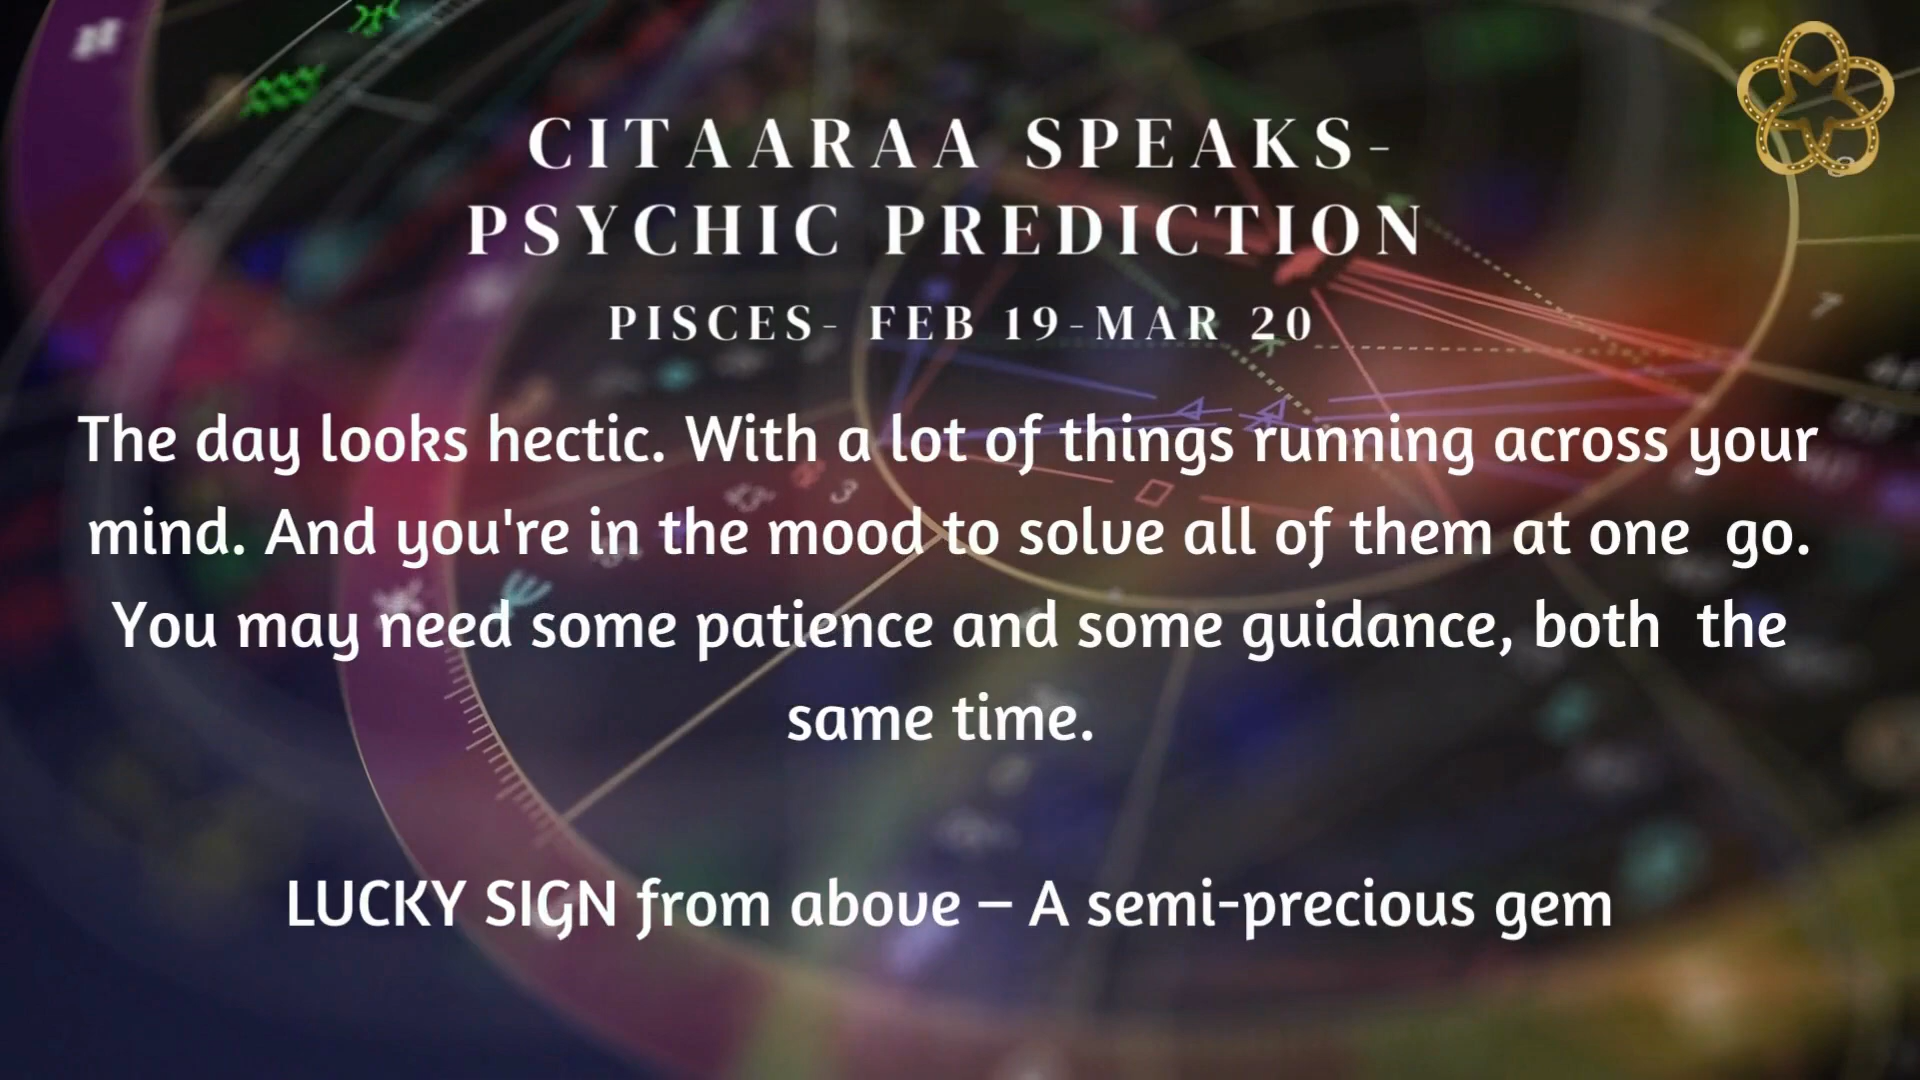 CITAARAA SPEAKS-
PSYCHIC PREDICTION
PISCES- FEB 19-MAR 20
The day looks hectic. With a lot of things running across your
mind. And you're in the mood to solve all of them at one  go.
You may need some patience and some guidance, both  the
same time.
LUCKY SIGN from above – A semi-precious gem